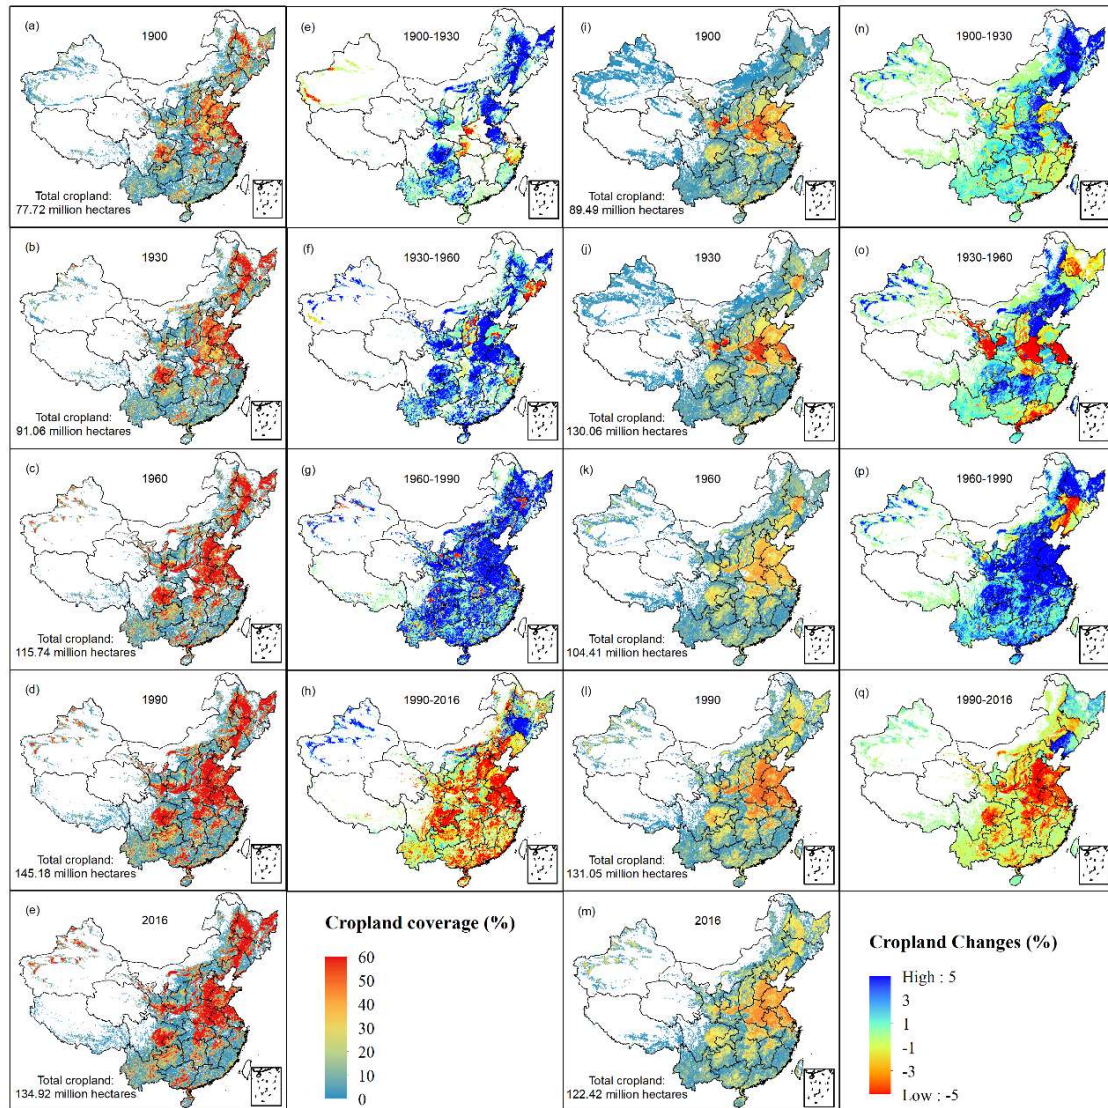 (a)
1900
Total cropland:
77.72 million hectares
(e)
1900-1930
(i)
1900
Total cropland:
89.49 million hectares
(n)
1900-1930
(b)
1930
Total cropland:
91.06 million hectares
(f)
1930-1960
(j)
1930
Total cropland:
130.06 million hectares
(o)
1930-1960
(c)
1960
Total cropland:
115.74 million hectares
(g)
1960-1990
(k)
1960
Total cropland:
104.41 million hectares
(p)
1960-1990
(d)
1990
Total cropland:
145.18 million hectares
(h)
1990-2016
(l)
1990
Total cropland:
131.05 million hectares
(q)
1990-2016
(e)
2016
Total cropland:
134.92 million hectares
Cropland coverage (%)
60
50
40
30
20
10
0
(m)
2016
Total cropland:
122.42 million hectares
Cropland Changes (%)
High : 5
3
1
-1
-3
Low : -5